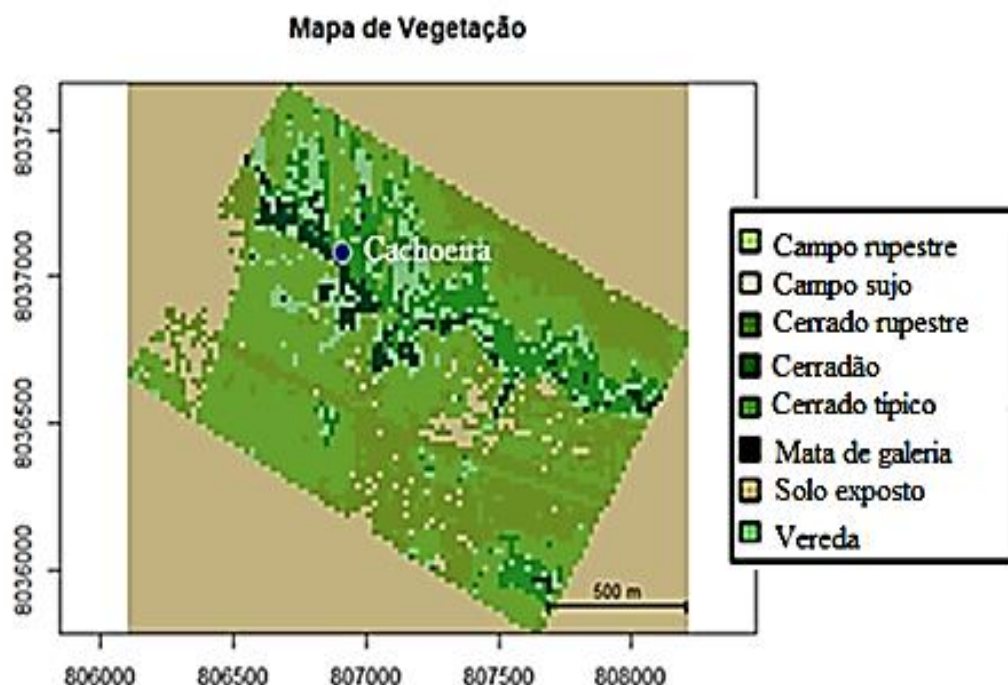 Mapa de Vegetação
8037500
8037000
8036500
8036000
Cachoeira
Campo rupestre
Campo sujo
Cerrado rupestre
Cerradão
Cerrado típico
Mata de galeria
Solo exposto
Vereda
500 m
806000 806500 807000 807500 808000